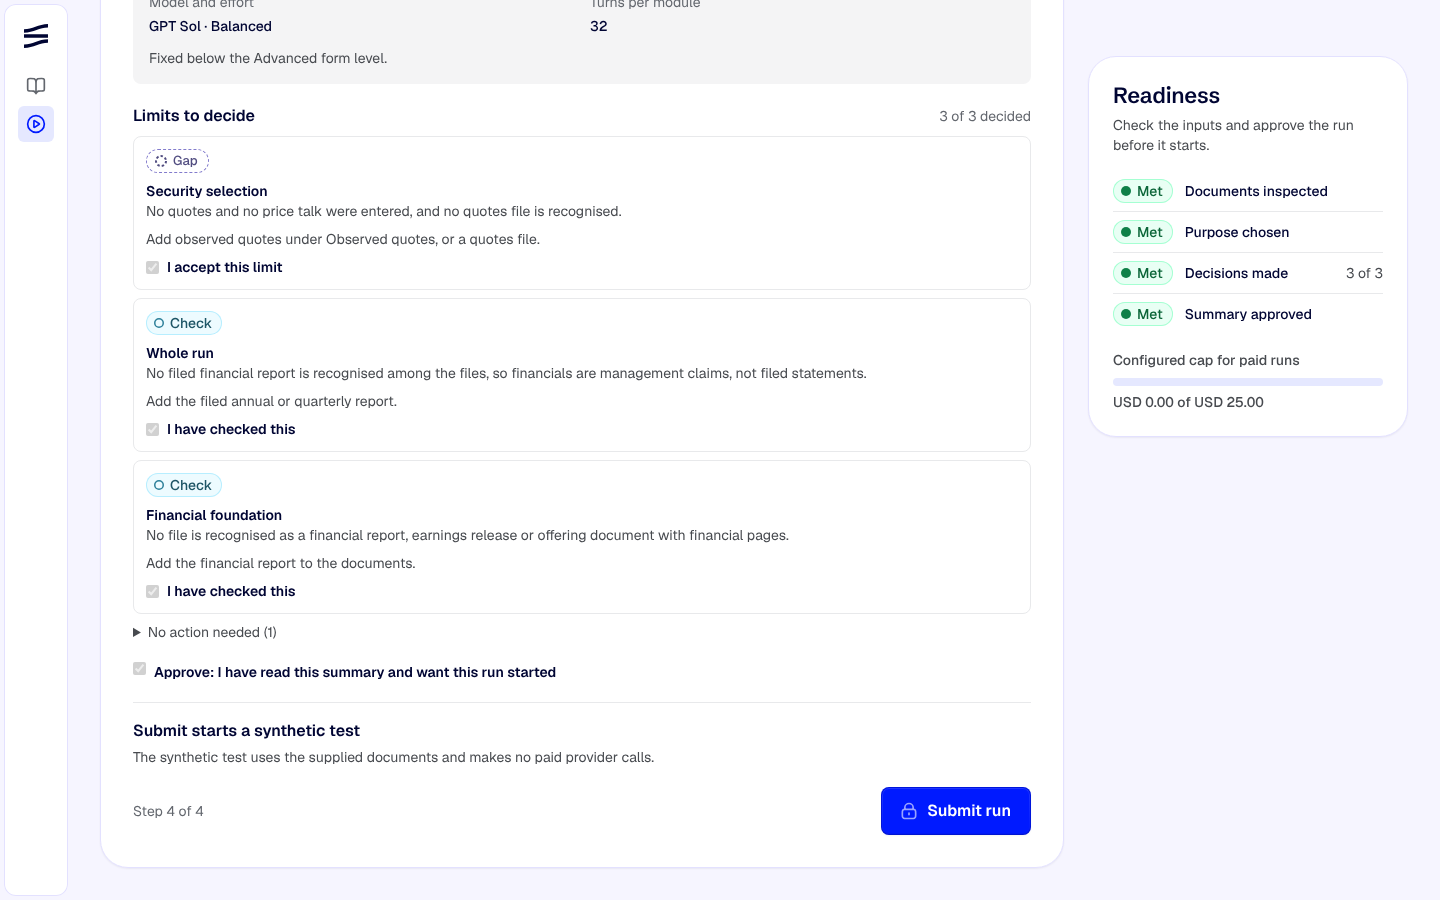 Model and effort
Turns per module
GPT Sol · Balanced
32
Fixed below the Advanced form level.
Limits to decide
3 of 3 decided
Gap
Security selection
No quotes and no price talk were entered, and no quotes file is recognised.
Add observed quotes under Observed quotes, or a quotes file.
I accept this limit
Check
Whole run
No filed financial report is recognised among the files, so financials are management claims, not filed statements.
Add the filed annual or quarterly report.
I have checked this
Check
Financial foundation
No file is recognised as a financial report, earnings release or offering document with financial pages.
Add the financial report to the documents.
I have checked this
No action needed (1)
Approve: I have read this summary and want this run started
Submit starts a synthetic test
The synthetic test uses the supplied documents and makes no paid provider calls.
Step 4 of 4
Submit run
Readiness
Check the inputs and approve the run
before it starts.
Met Documents inspected
Met Purpose chosen
Met Decisions made 3 of 3
Met Summary approved
Configured cap for paid runs
USD 0.00 of USD 25.00